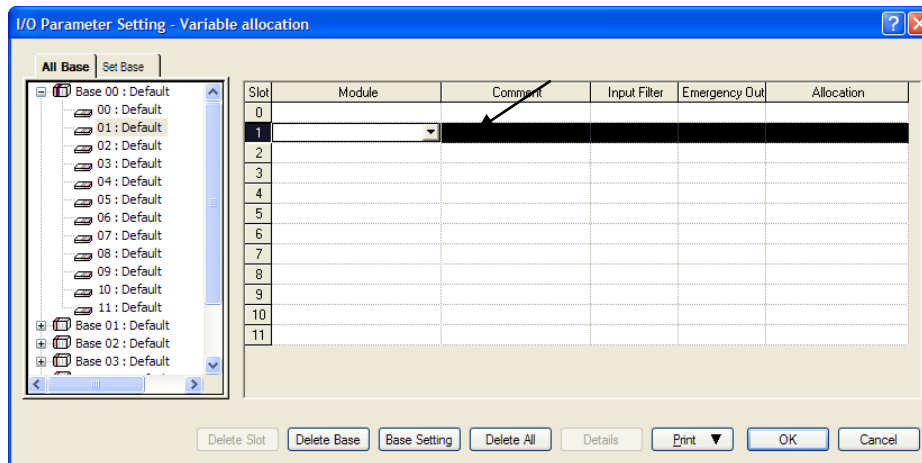 I/O Parameter Setting - Variable allocation
All Base Set Base
Base 00 : Default
00 : Default
01 : Default
02 : Default
03 : Default
04 : Default
05 : Default
06 : Default
07 : Default
08 : Default
09 : Default
10 : Default
11 : Default
Base 01 : Default
Base 02 : Default
Base 03 : Default
Slot Module Comment Input Filter Emergency Out Allocation
0
1
2
3
4
5
6
7
8
9
10
11
Delete Slot Delete Base Base Setting Delete All Details Print ▼ OK Cancel